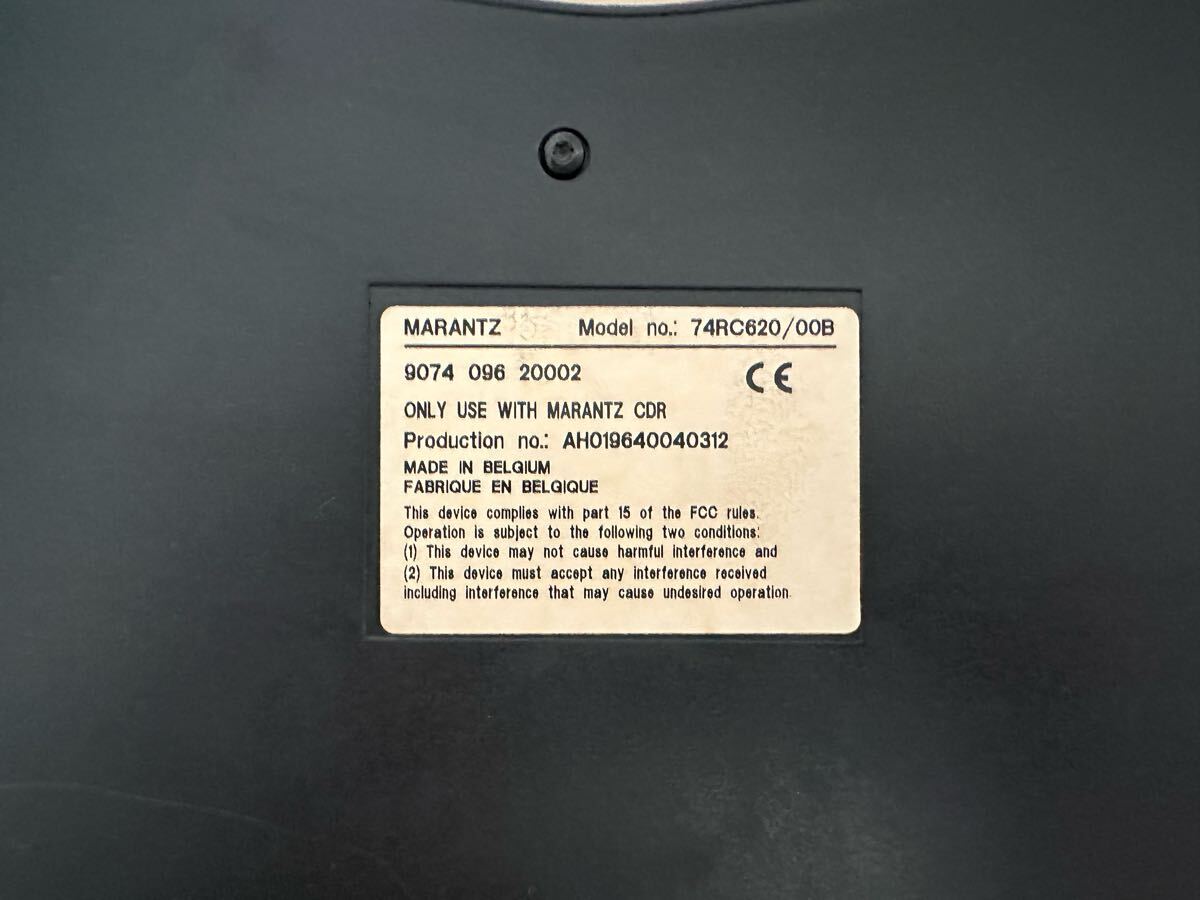 MARANTZ Model no.: 74RC620/00B
9074 096 20002 CE
ONLY USE WITH MARANTZ CDR
Production no.: AH019640040312
MADE IN BELGIUM
FABRIQUE EN BELGIQUE
This device complies with part 15 of the FCC rules.
Operation is subject to the following two conditions:
(1) This device may not cause harmful interference and
(2) This device must accept any interference received
including interference that may cause undesired operation.